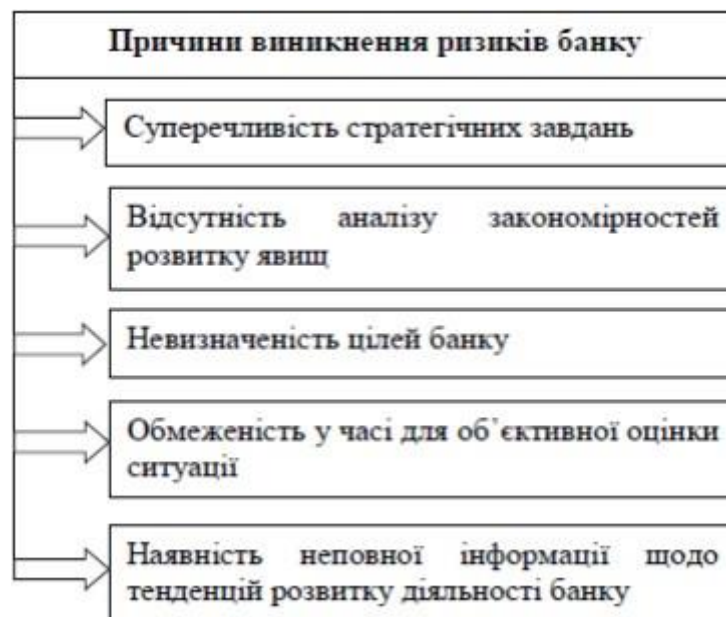 Причини виникнення ризиків банку
Суперечливість стратегічних завдань
Відсутність аналізу закономірностей
розвитку явищ
Невизначеність цілей банку
Обмеженість у часі для об’єктивної оцінки
ситуації
Наявність неповної інформації щодо
тенденцій розвитку діяльності банку